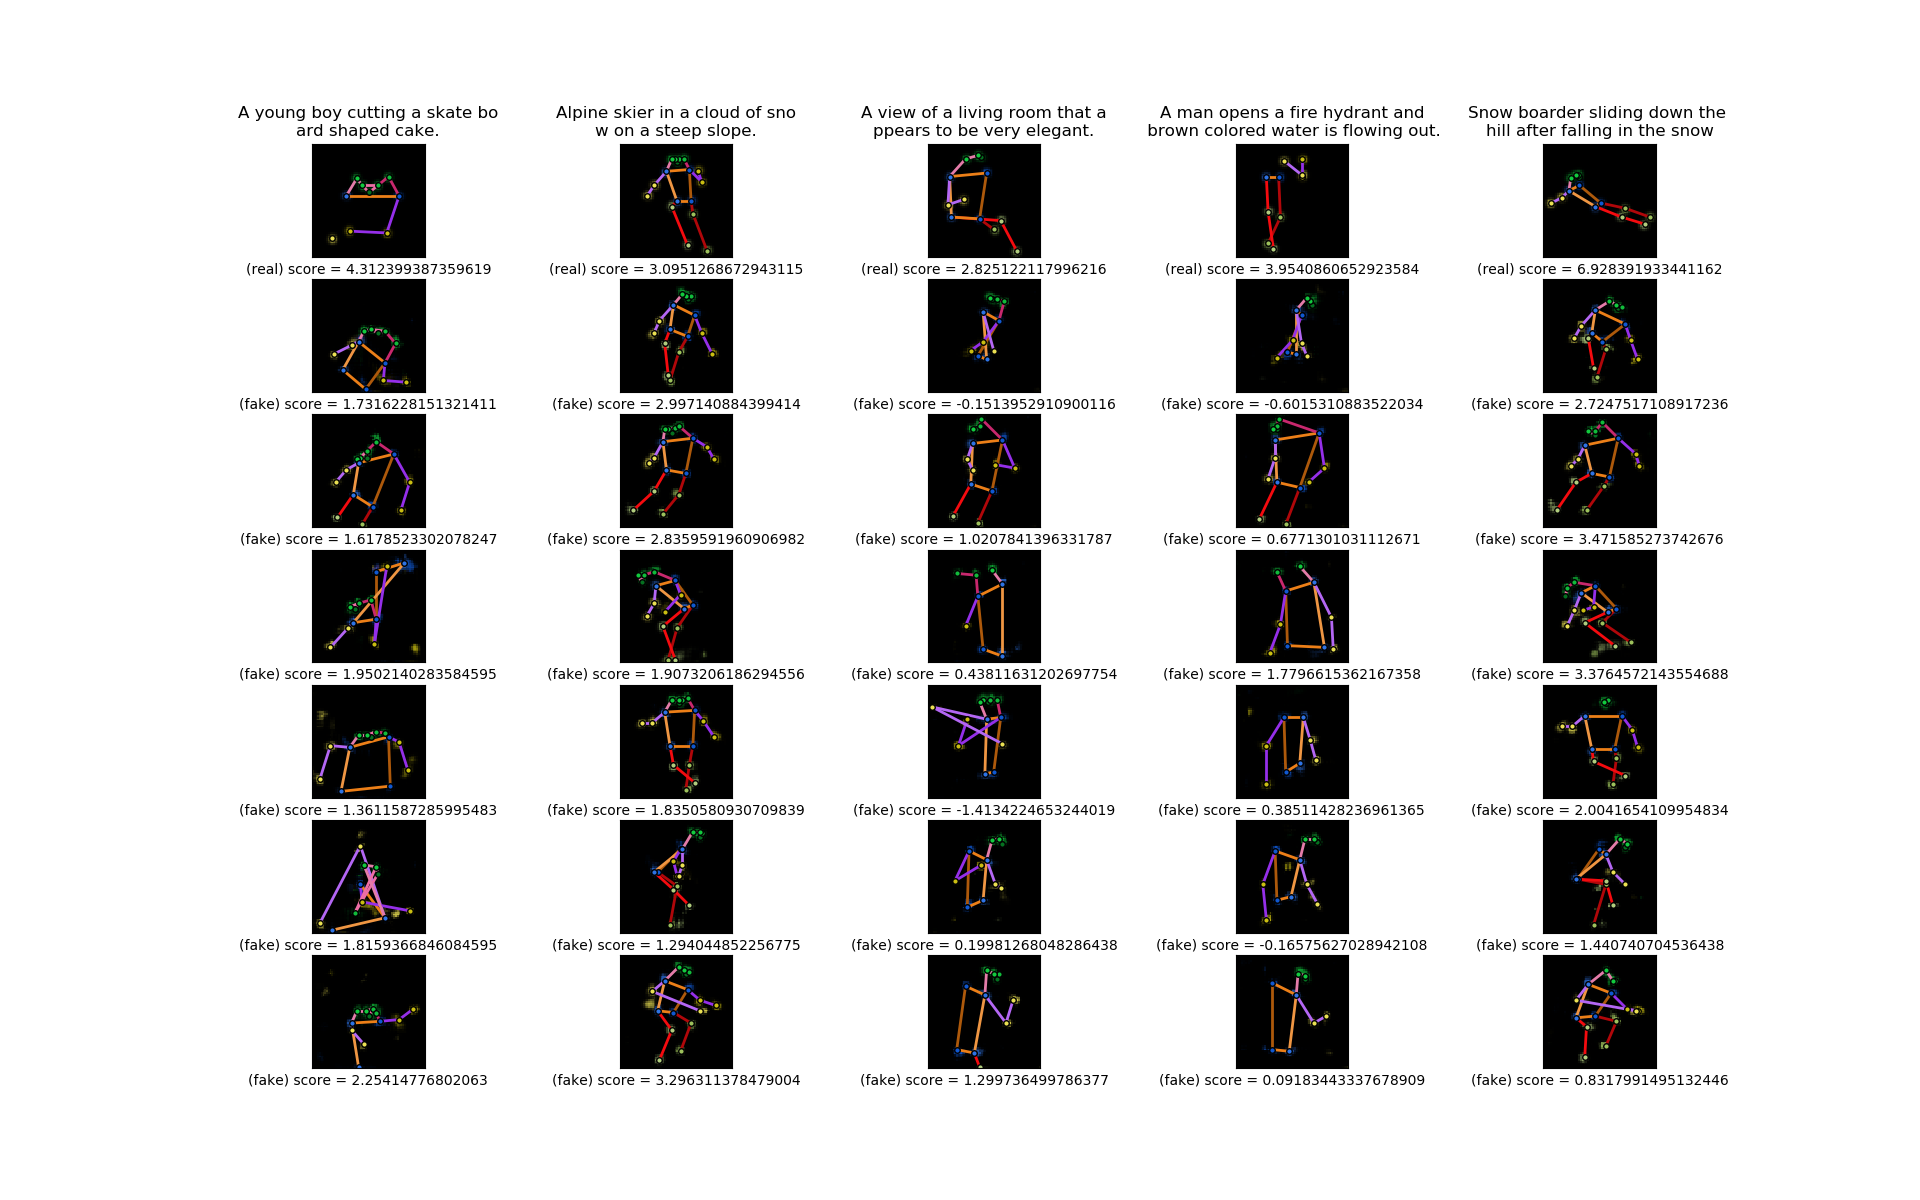 A young boy cutting a skate bo
ard shaped cake.
Alpine skier in a cloud of sno
w on a steep slope.
A view of a living room that a
ppears to be very elegant.
A man opens a fire hydrant and
brown colored water is flowing out.
Snow boarder sliding down the
hill after falling in the snow
(real) score = 4.312399387359619
(real) score = 3.0951268672943115
(real) score = 2.825122117996216
(real) score = 3.9540860652923584
(real) score = 6.928391933441162
(fake) score = 1.7316228151321411
(fake) score = 2.997140884399414
(fake) score = -0.1513952910900116
(fake) score = -0.6015310883522034
(fake) score = 2.7247517108917236
(fake) score = 1.6178523302078247
(fake) score = 2.8359591960906982
(fake) score = 1.0207841396331787
(fake) score = 0.6771301031112671
(fake) score = 3.471585273742676
(fake) score = 1.9502140283584595
(fake) score = 1.9073206186294556
(fake) score = 0.43811631202697754
(fake) score = 1.7796615362167358
(fake) score = 3.3764572143554688
(fake) score = 1.3611587285995483
(fake) score = 1.8350580930709839
(fake) score = -1.4134224653244019
(fake) score = 0.38511428236961365
(fake) score = 2.0041654109954834
(fake) score = 1.8159366846084595
(fake) score = 1.294044852256775
(fake) score = 0.19981268048286438
(fake) score = -0.16575627028942108
(fake) score = 1.440740704536438
(fake) score = 2.25414776802063
(fake) score = 3.296311378479004
(fake) score = 1.299736499786377
(fake) score = 0.09183443337678909
(fake) score = 0.8317991495132446